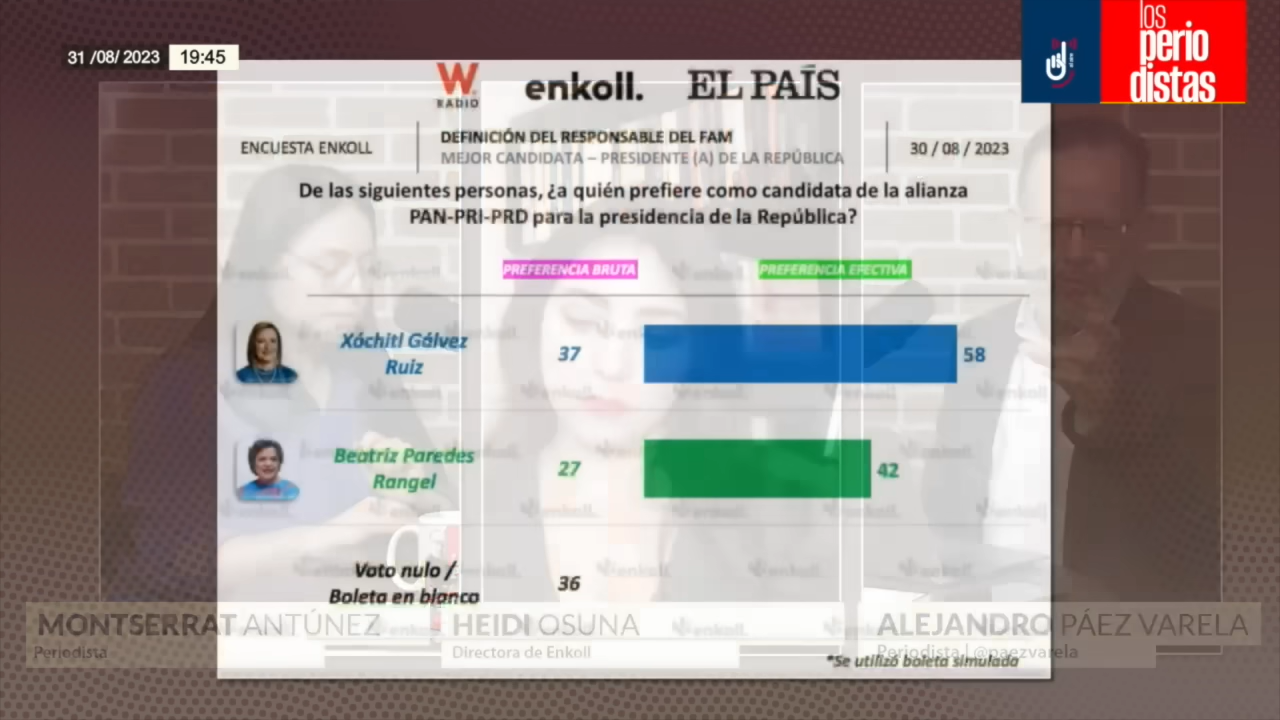 31 /08/ 2023 19:45
los
perio
distas
W
RADIO
enkoll.
EL PAÍS
ENCUESTA ENKOLL
DEFINICIÓN DEL RESPONSABLE DEL FAM
MEJOR CANDIDATA – PRESIDENTE (A) DE LA REPÚBLICA
30 / 08 / 2023
De las siguientes personas, ¿a quién prefiere como candidata de la alianza
PAN-PRI-PRD para la presidencia de la República?
PREFERENCIA BRUTA
PREFERENCIA EFECTIVA
Xóchitl Gálvez
Ruiz
37
58
Beatriz Paredes
Rangel
27
42
Voto nulo /
Boleta en blanco
36
MONTSERRAT ANTÚNEZ
Periodista
HEIDI OSUNA
Directora de Enkoll
ALEJANDRO PÁEZ VARELA
Periodista | @paezvarela
*Se utilizó boleta simulada